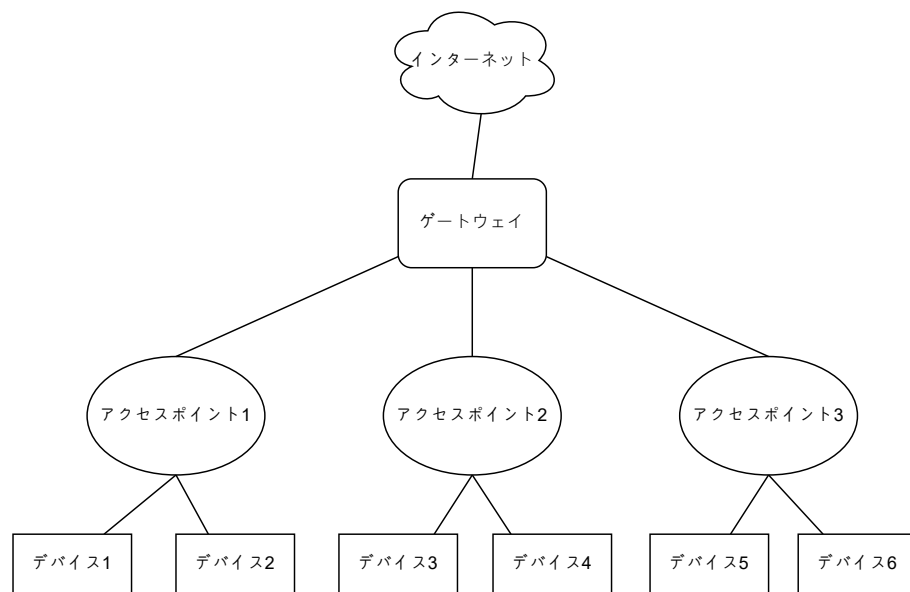 インターネット
ゲートウェイ
アクセスポイント1
アクセスポイント2
アクセスポイント3
デバイス1
デバイス2
デバイス3
デバイス4
デバイス5
デバイス6